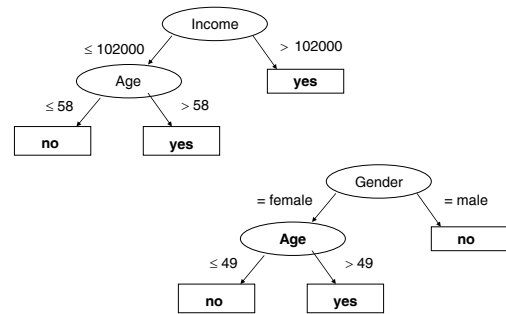 Income
≤ 102000
> 102000
Age
yes
≤ 58
> 58
no
yes
Gender
= female
= male
Age
no
≤ 49
> 49
no
yes